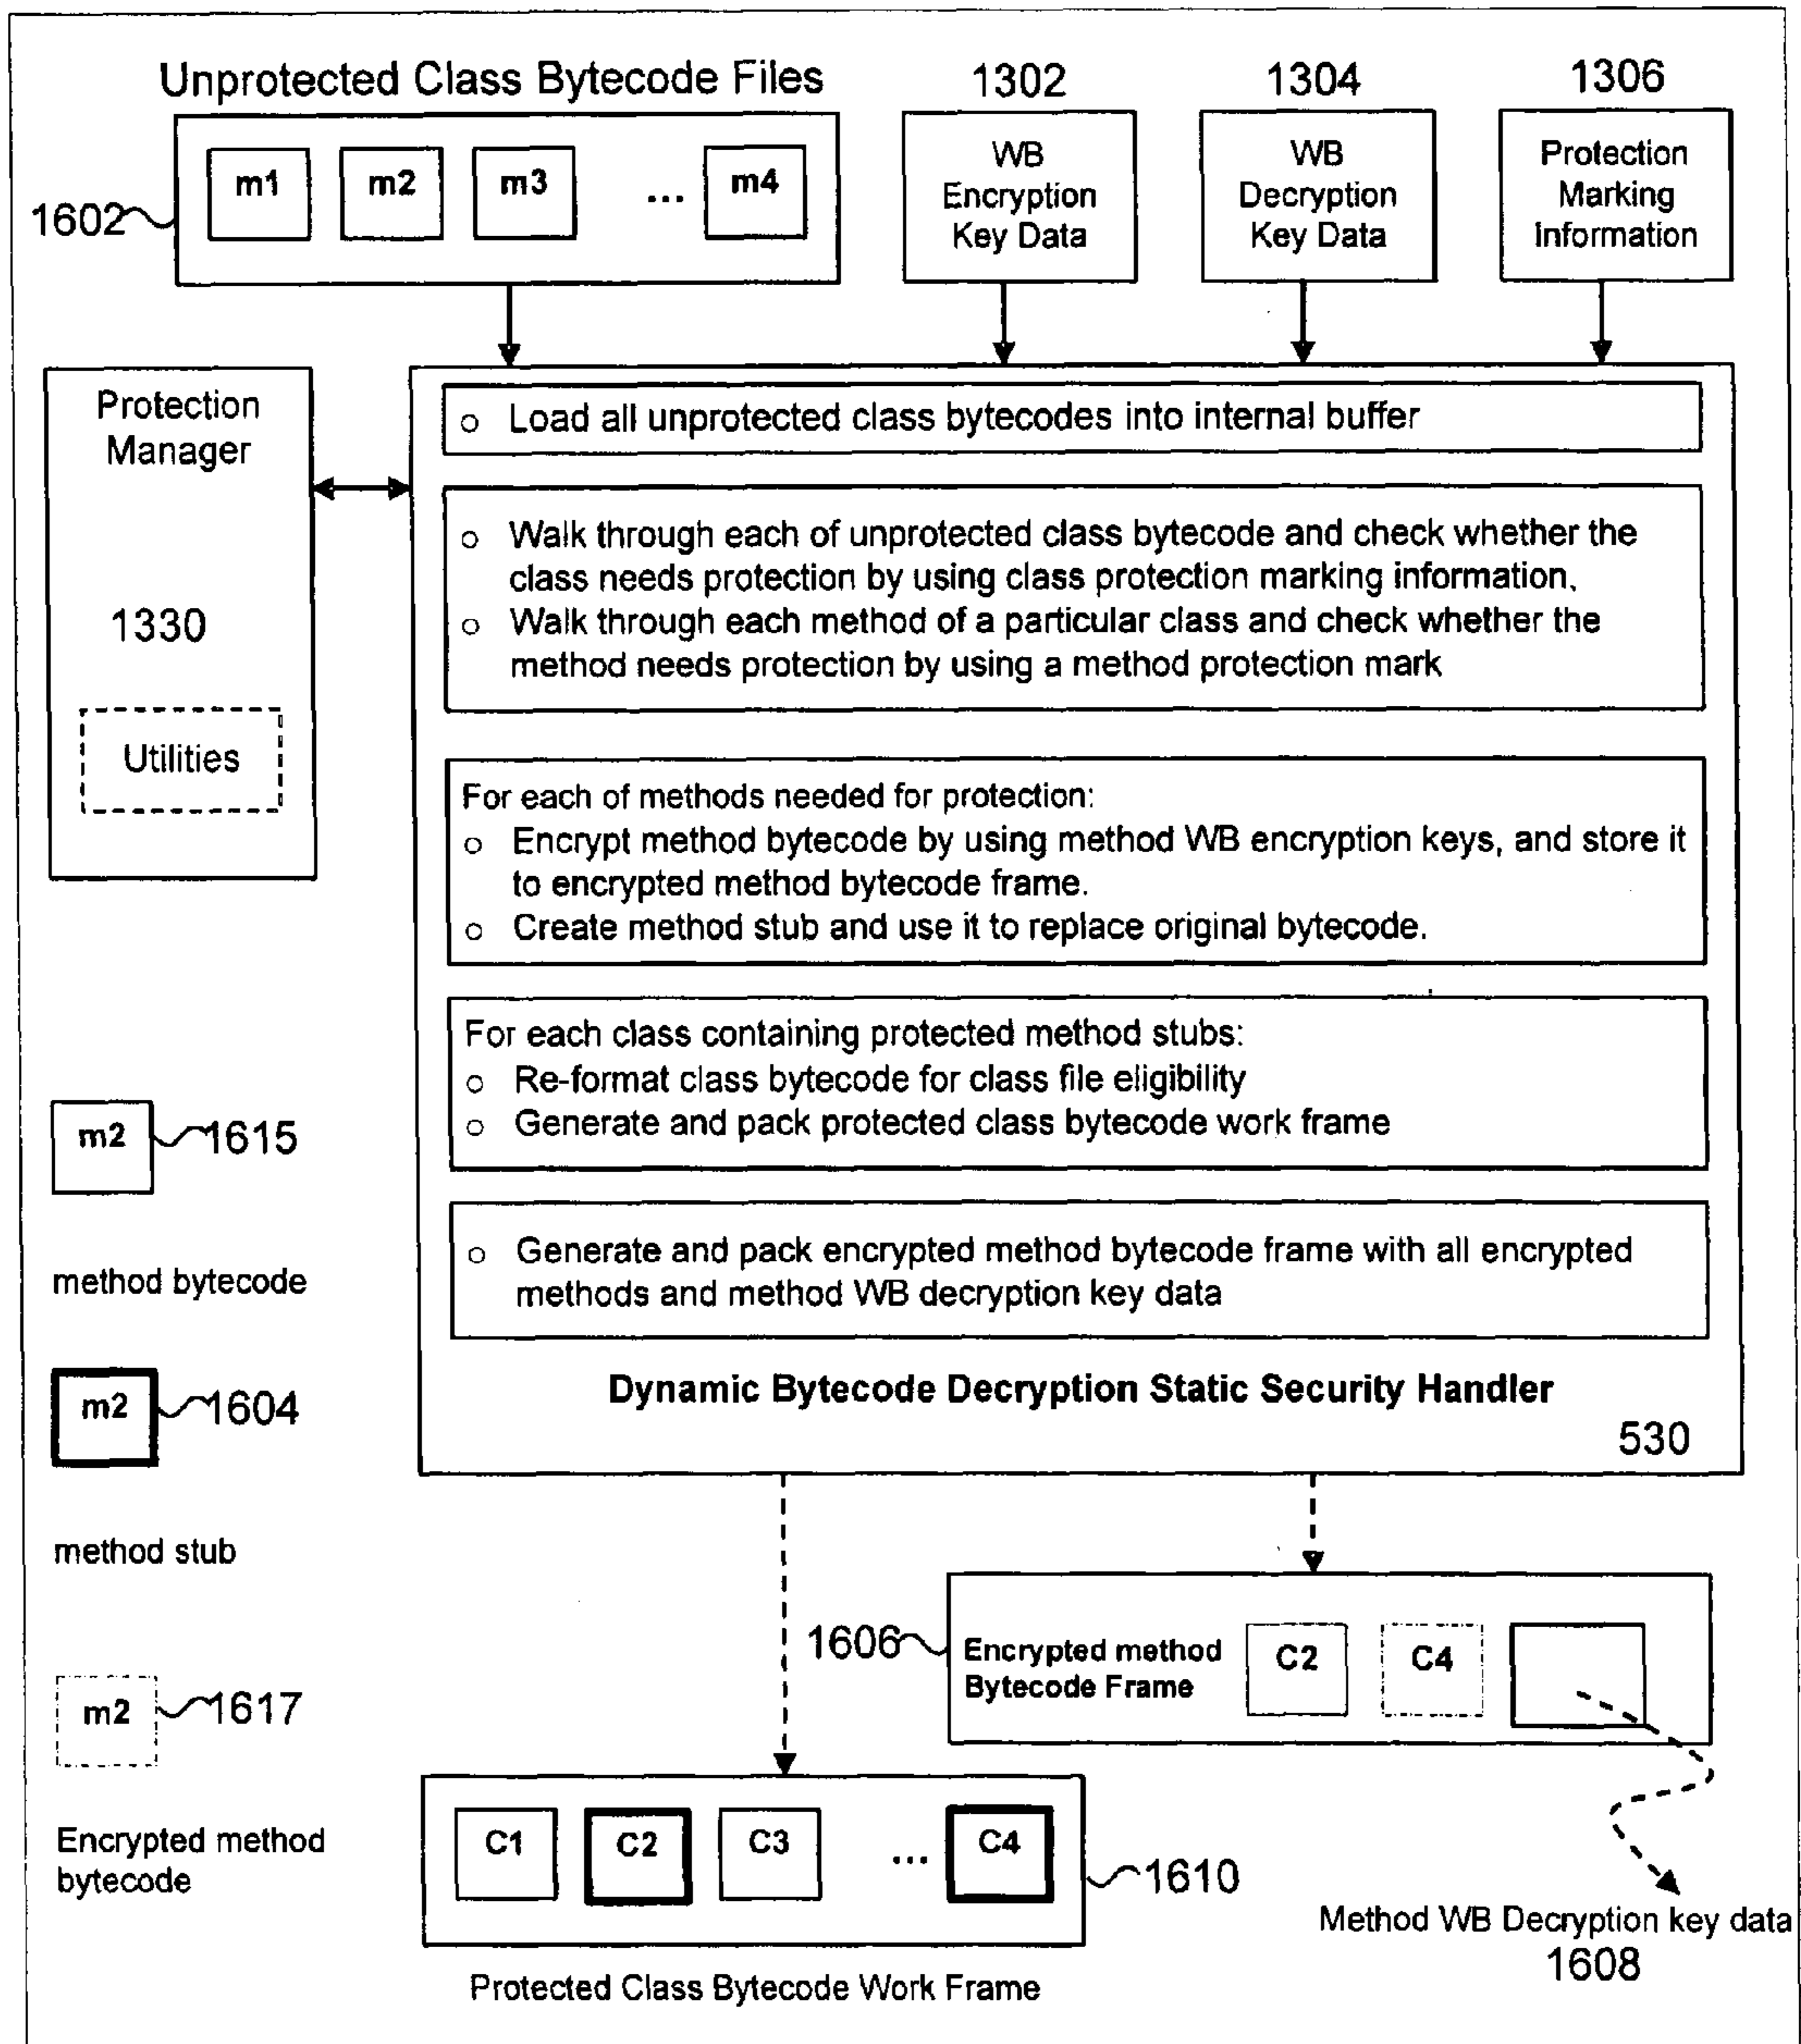 Unprotected Class Bytecode Files
1302
1304
1306
m1
m2
m3
...
m4
1602
WB
Encryption
Key Data
WB
Decryption
Key Data
Protection
Marking
Information
Protection
Manager
1330
Utilities
○ Load all unprotected class bytecodes into internal buffer
○ Walk through each of unprotected class bytecode and check whether the
class needs protection by using class protection marking information.
○ Walk through each method of a particular class and check whether the
method needs protection by using a method protection mark
For each of methods needed for protection:
○ Encrypt method bytecode by using method WB encryption keys, and store it
to encrypted method bytecode frame.
○ Create method stub and use it to replace original bytecode.
For each class containing protected method stubs:
○ Re-format class bytecode for class file eligibility
○ Generate and pack protected class bytecode work frame
○ Generate and pack encrypted method bytecode frame with all encrypted
methods and method WB decryption key data
Dynamic Bytecode Decryption Static Security Handler
530
m2
1615
method bytecode
m2
1604
method stub
m2
1617
Encrypted method
bytecode
1606
Encrypted method
Bytecode Frame
C2
C4
C1
C2
C3
...
C4
1610
Protected Class Bytecode Work Frame
Method WB Decryption key data
1608